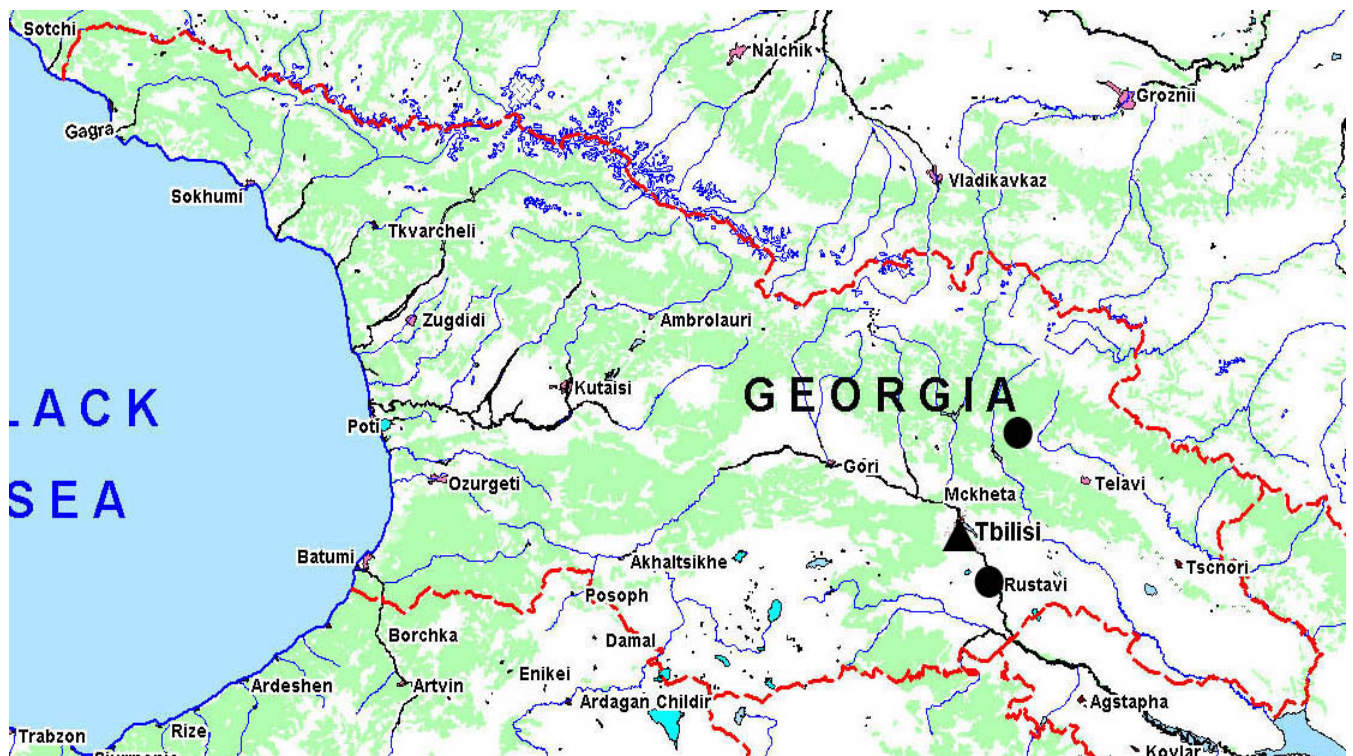 Sotchi
Nalchik
Groznii
Gagra
Vladikavkaz
Sokhumi
Tkvarcheli
Zugdidi
Ambrolauri
Kutaisi
GEORGIA
LACK
Poti
Gori
Ozurgeti
Telavi
Mckheta
SEA
Tbilisi
Batumi
Akhaltsikhe
Tscnori
Posoph
Rustavi
Borchka
Damal
Enikei
Ardeshen
Artvin
Ardagan Childir
Agstapha
Rize
Trabzon